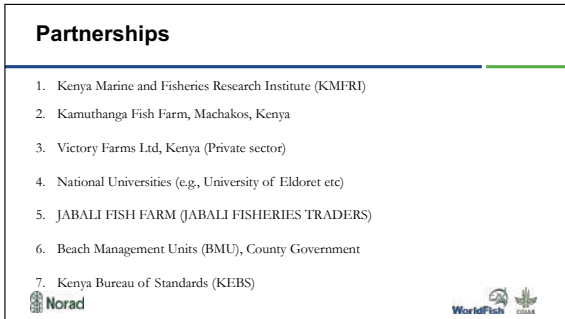 Partnerships
1. Kenya Marine and Fisheries Research Institute (KMFRI)
2. Kamuthanga Fish Farm, Machakos, Kenya
3. Victory Farms Ltd, Kenya (Private sector)
4. National Universities (e.g., University of Eldoret etc)
5. JABALI FISH FARM (JABALI FISHERIES TRADERS)
6. Beach Management Units (BMU), County Government
7. Kenya Bureau of Standards (KEBS)
Norad
WorldFish
CGIAR